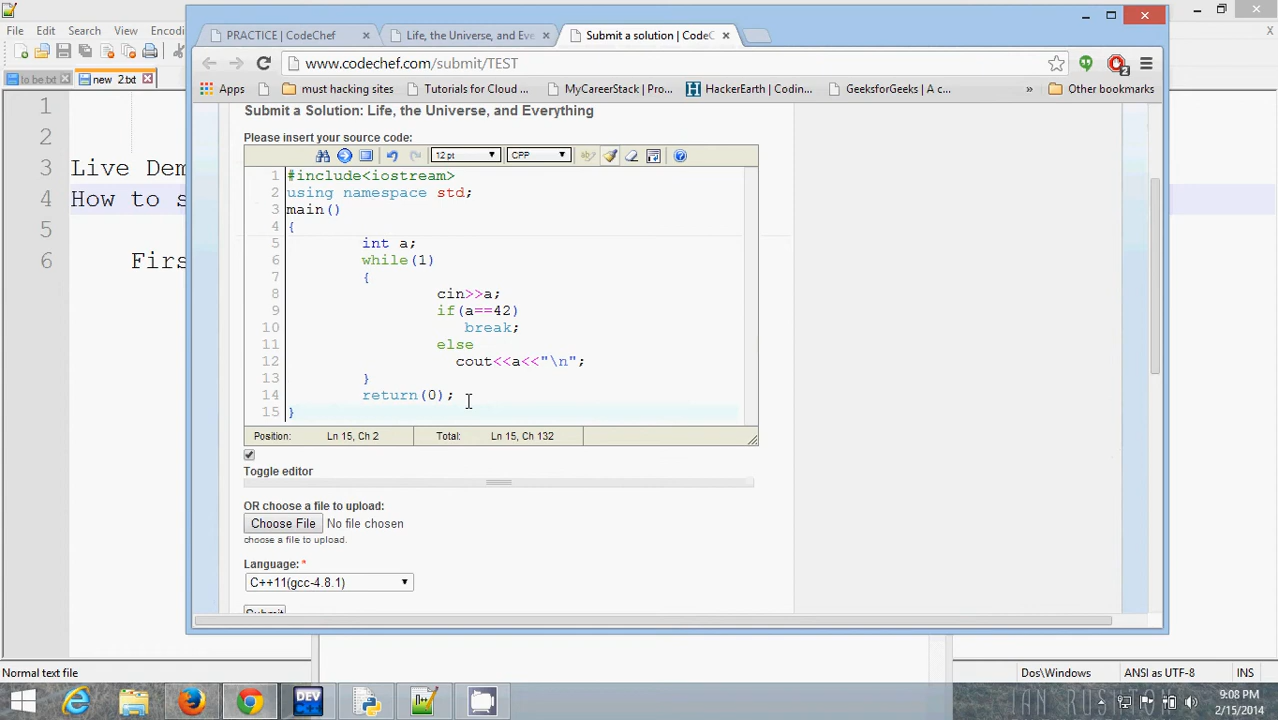 File Edit Search View Encodi
to be.txt
new 2.txt
1
2
3 Live Dem
4 How to s
5
6 Firs
PRACTICE | CodeChef
Life, the Universe, and Eve
Submit a solution | CodeC
www.codechef.com/submit/TEST
Apps must hacking sites Tutorials for Cloud ... MyCareerStack | Pro... HackerEarth | Codin... GeeksforGeeks | A c... » Other bookmarks
Submit a Solution: Life, the Universe, and Everything
Please insert your source code:
12 pt CPP
1 #include<iostream>
2 using namespace std;
3 main()
4 {
5 int a;
6 while(1)
7 {
8 cin>>a;
9 if(a==42)
10 break;
11 else
12 cout<<a<<"\n";
13 }
14 return(0);
15 }
Position: Ln 15, Ch 2 Total: Ln 15, Ch 132
Toggle editor
OR choose a file to upload:
Choose File No file chosen
choose a file to upload.
Language: *
C++11(gcc-4.8.1)
Submit
Normal text file
Dos\Windows ANSI as UTF-8 INS
DEV
IAN RUSHTON
9:08 PM
2/15/2014